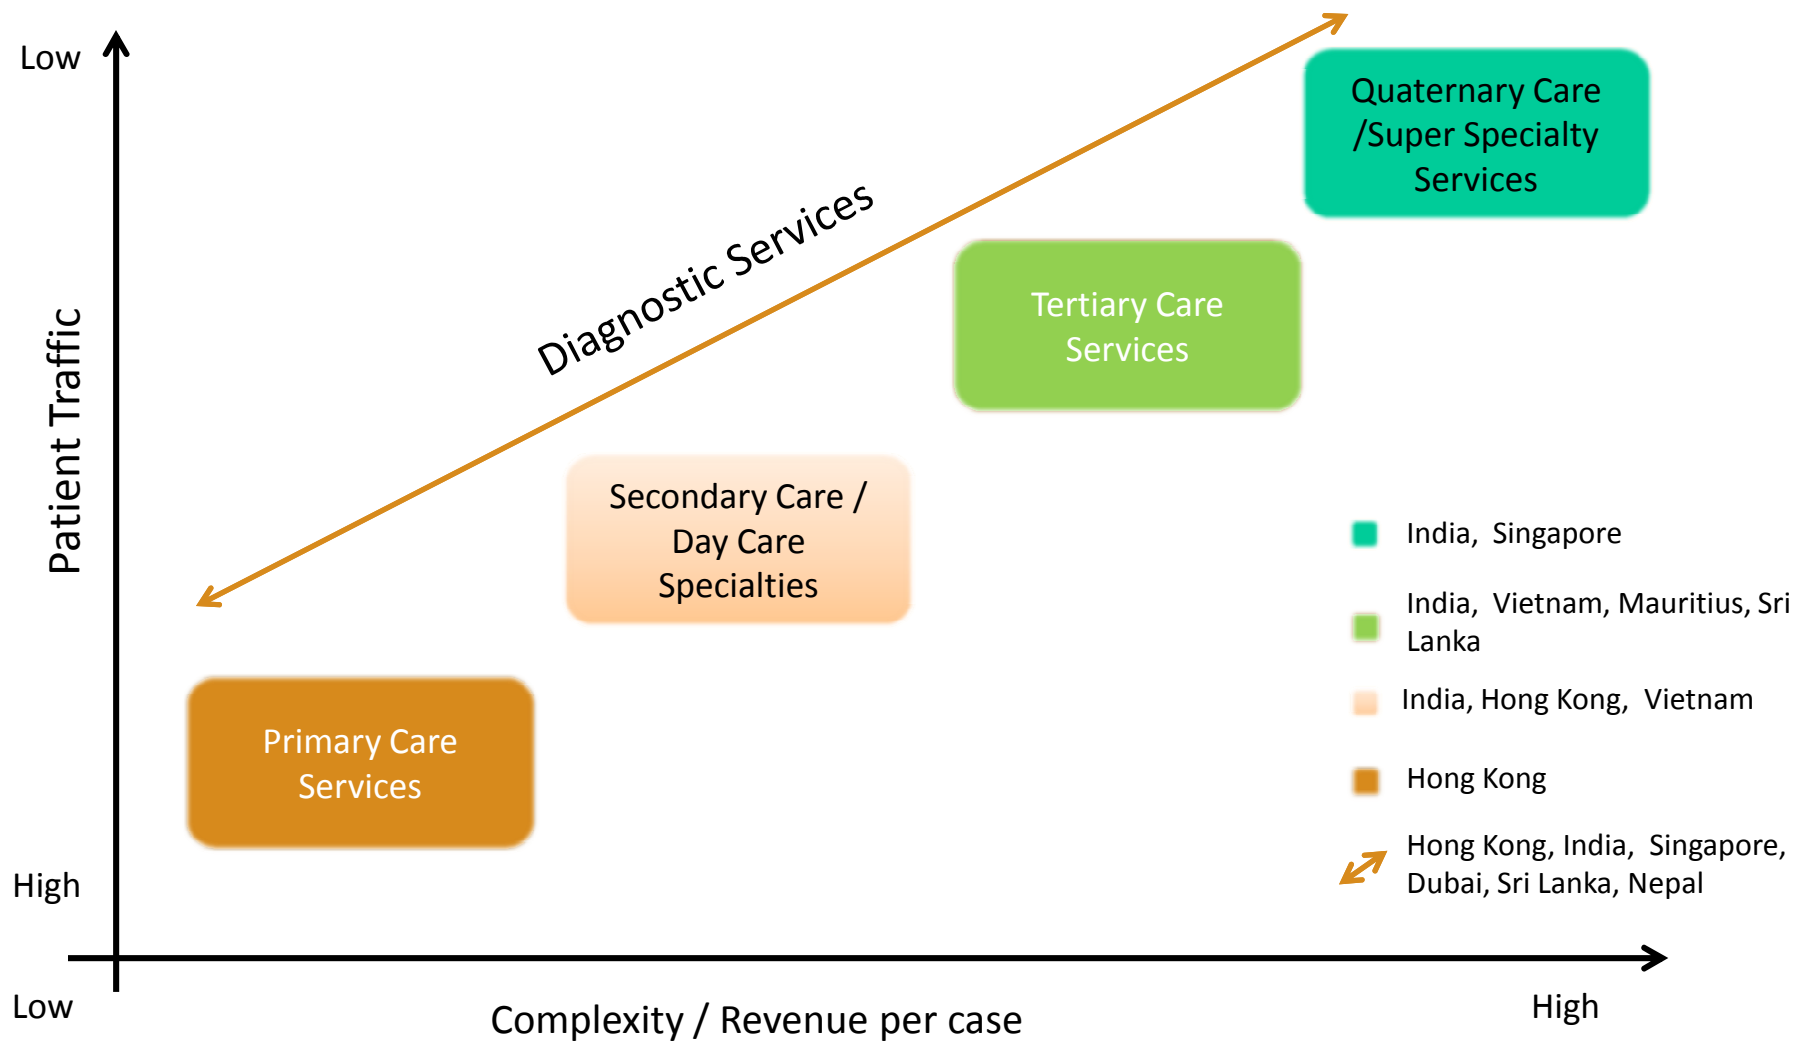 Low
Quaternary Care
/Super Specialty
Services
Diagnostic Services
Tertiary Care
Services
Patient Traffic
Secondary Care /
Day Care
Specialties
Primary Care
Services
India, Singapore
India, Vietnam, Mauritius, Sri
Lanka
India, Hong Kong, Vietnam
Hong Kong
Hong Kong, India, Singapore,
Dubai, Sri Lanka, Nepal
High
Low
Complexity / Revenue per case
High